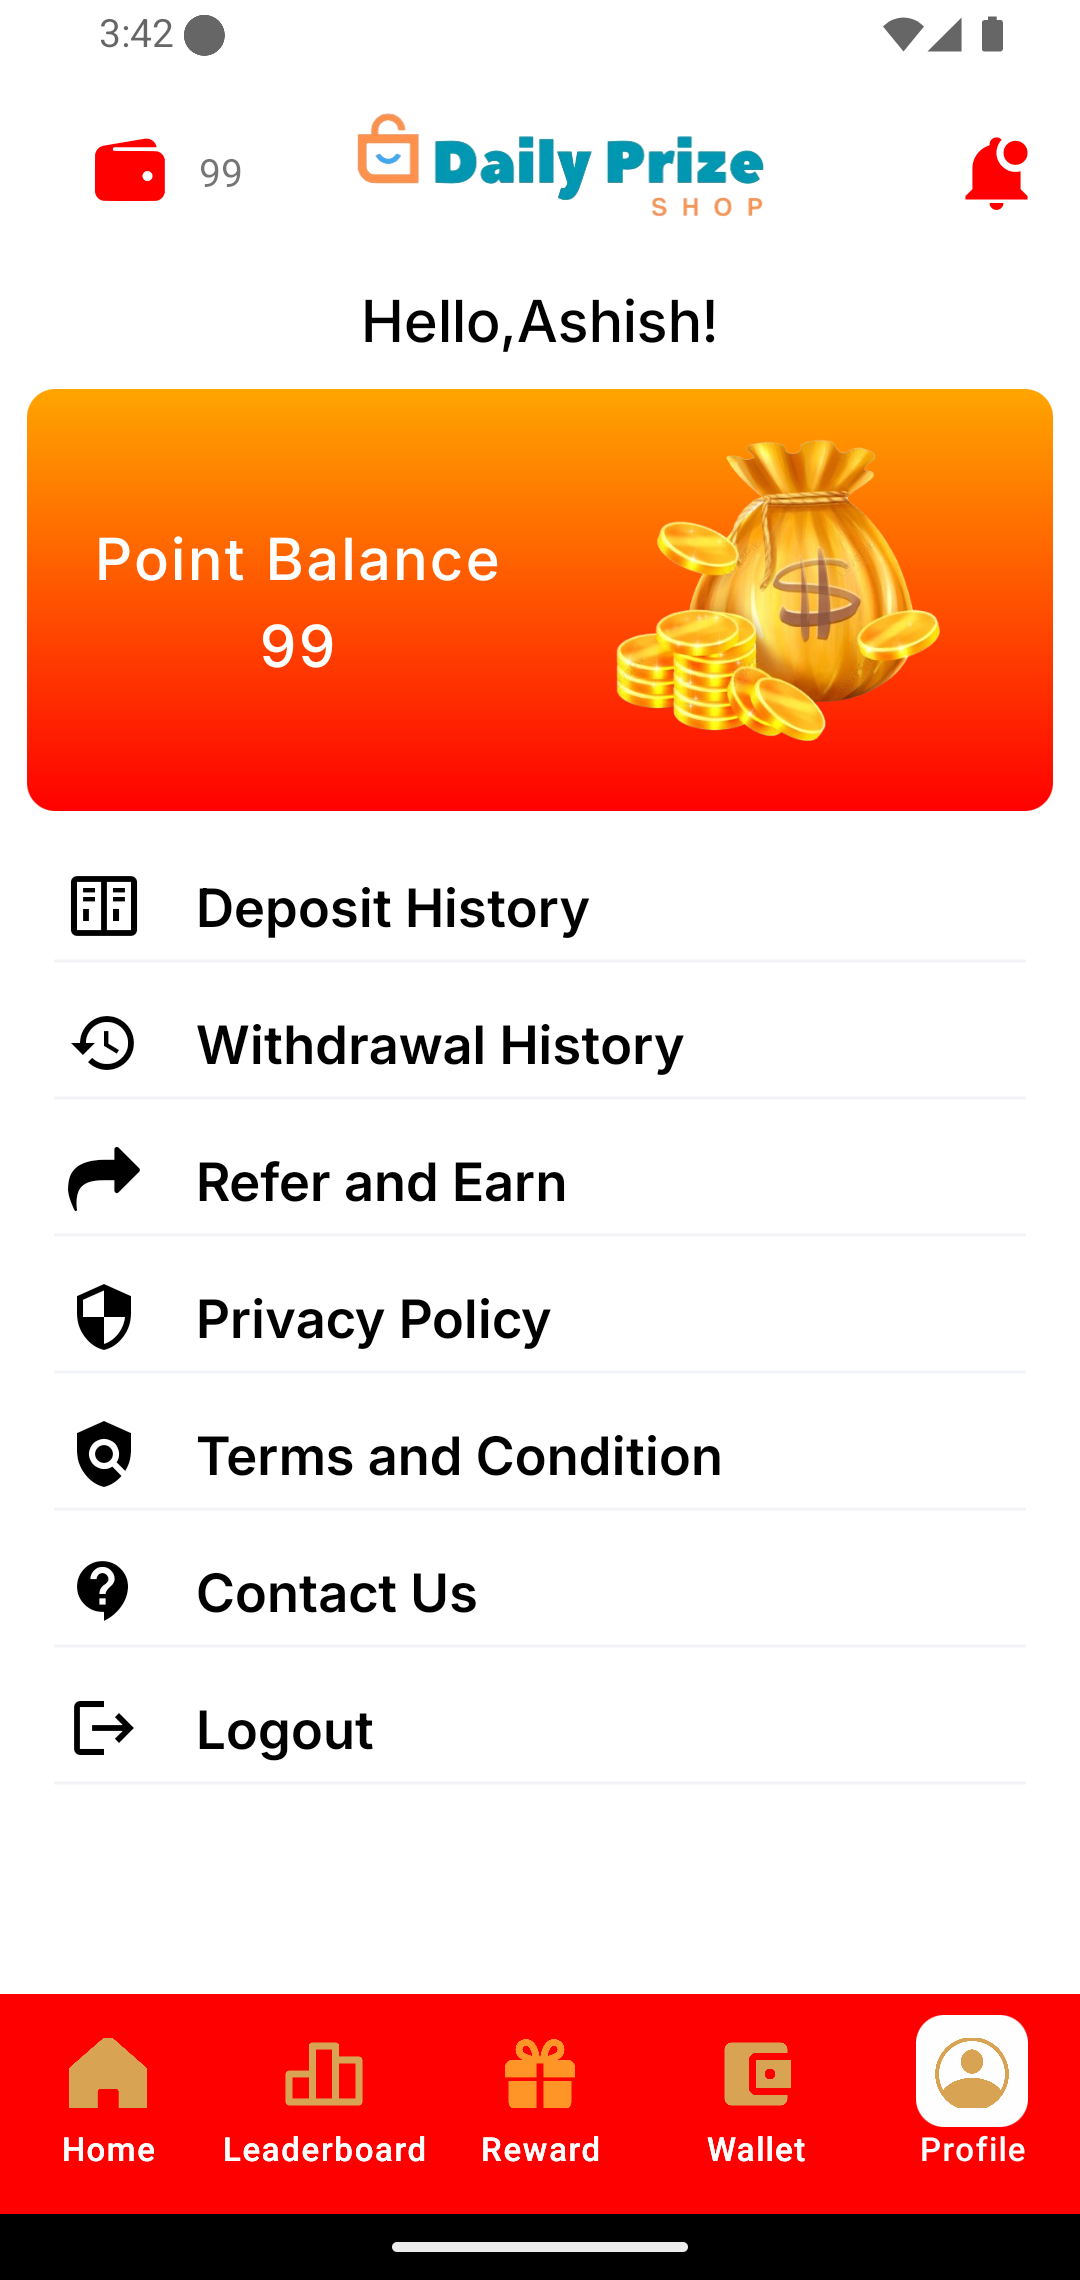 3:42
99
Daily Prize
SHOP
Hello,Ashish!
Point Balance
99
Deposit History
Withdrawal History
Refer and Earn
Privacy Policy
Terms and Condition
Contact Us
Logout
Home Leaderboard Reward Wallet Profile